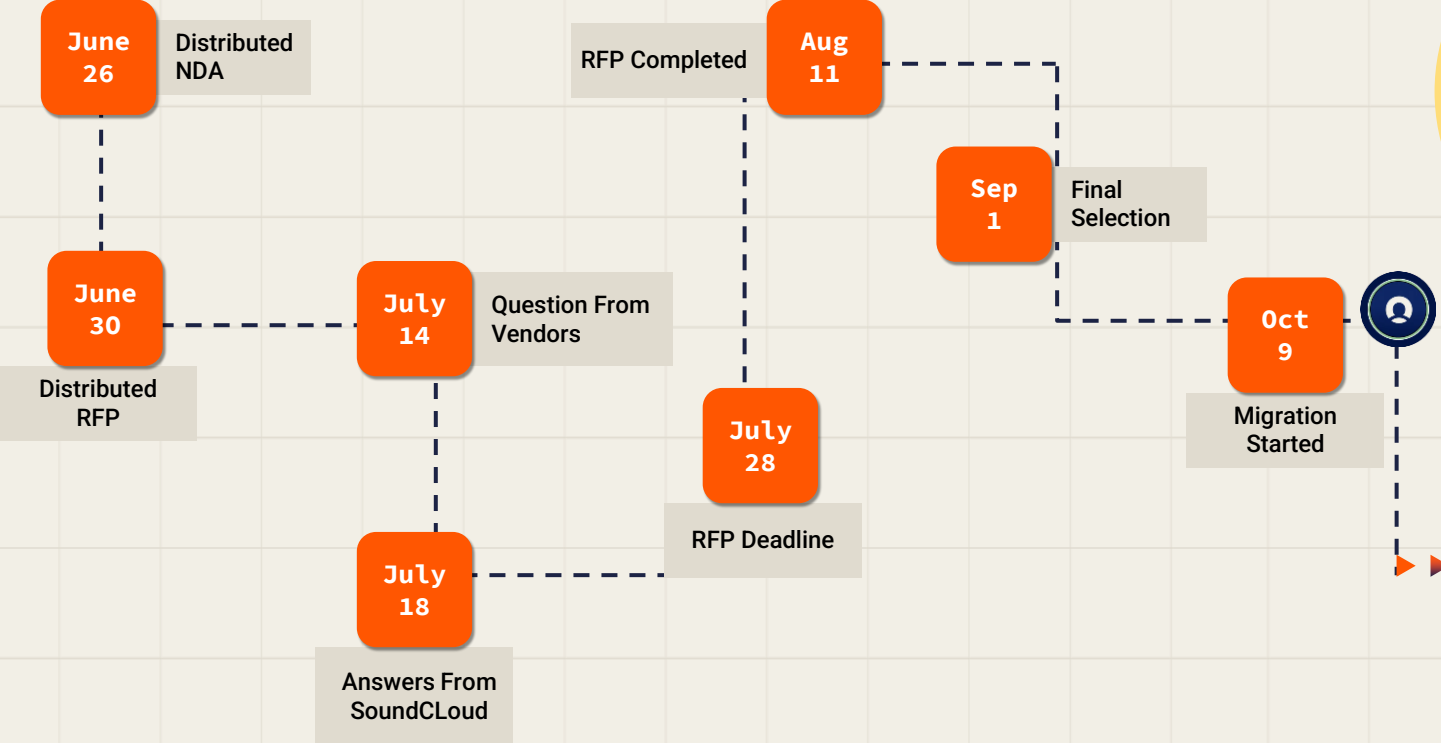 June
26
Distributed
NDA
June
30
Distributed
RFP
July
14
Question From
Vendors
July
18
Answers From
SoundCLoud
July
28
RFP Deadline
RFP Completed
Aug
11
Sep
1
Final
Selection
Oct
9
Migration
Started